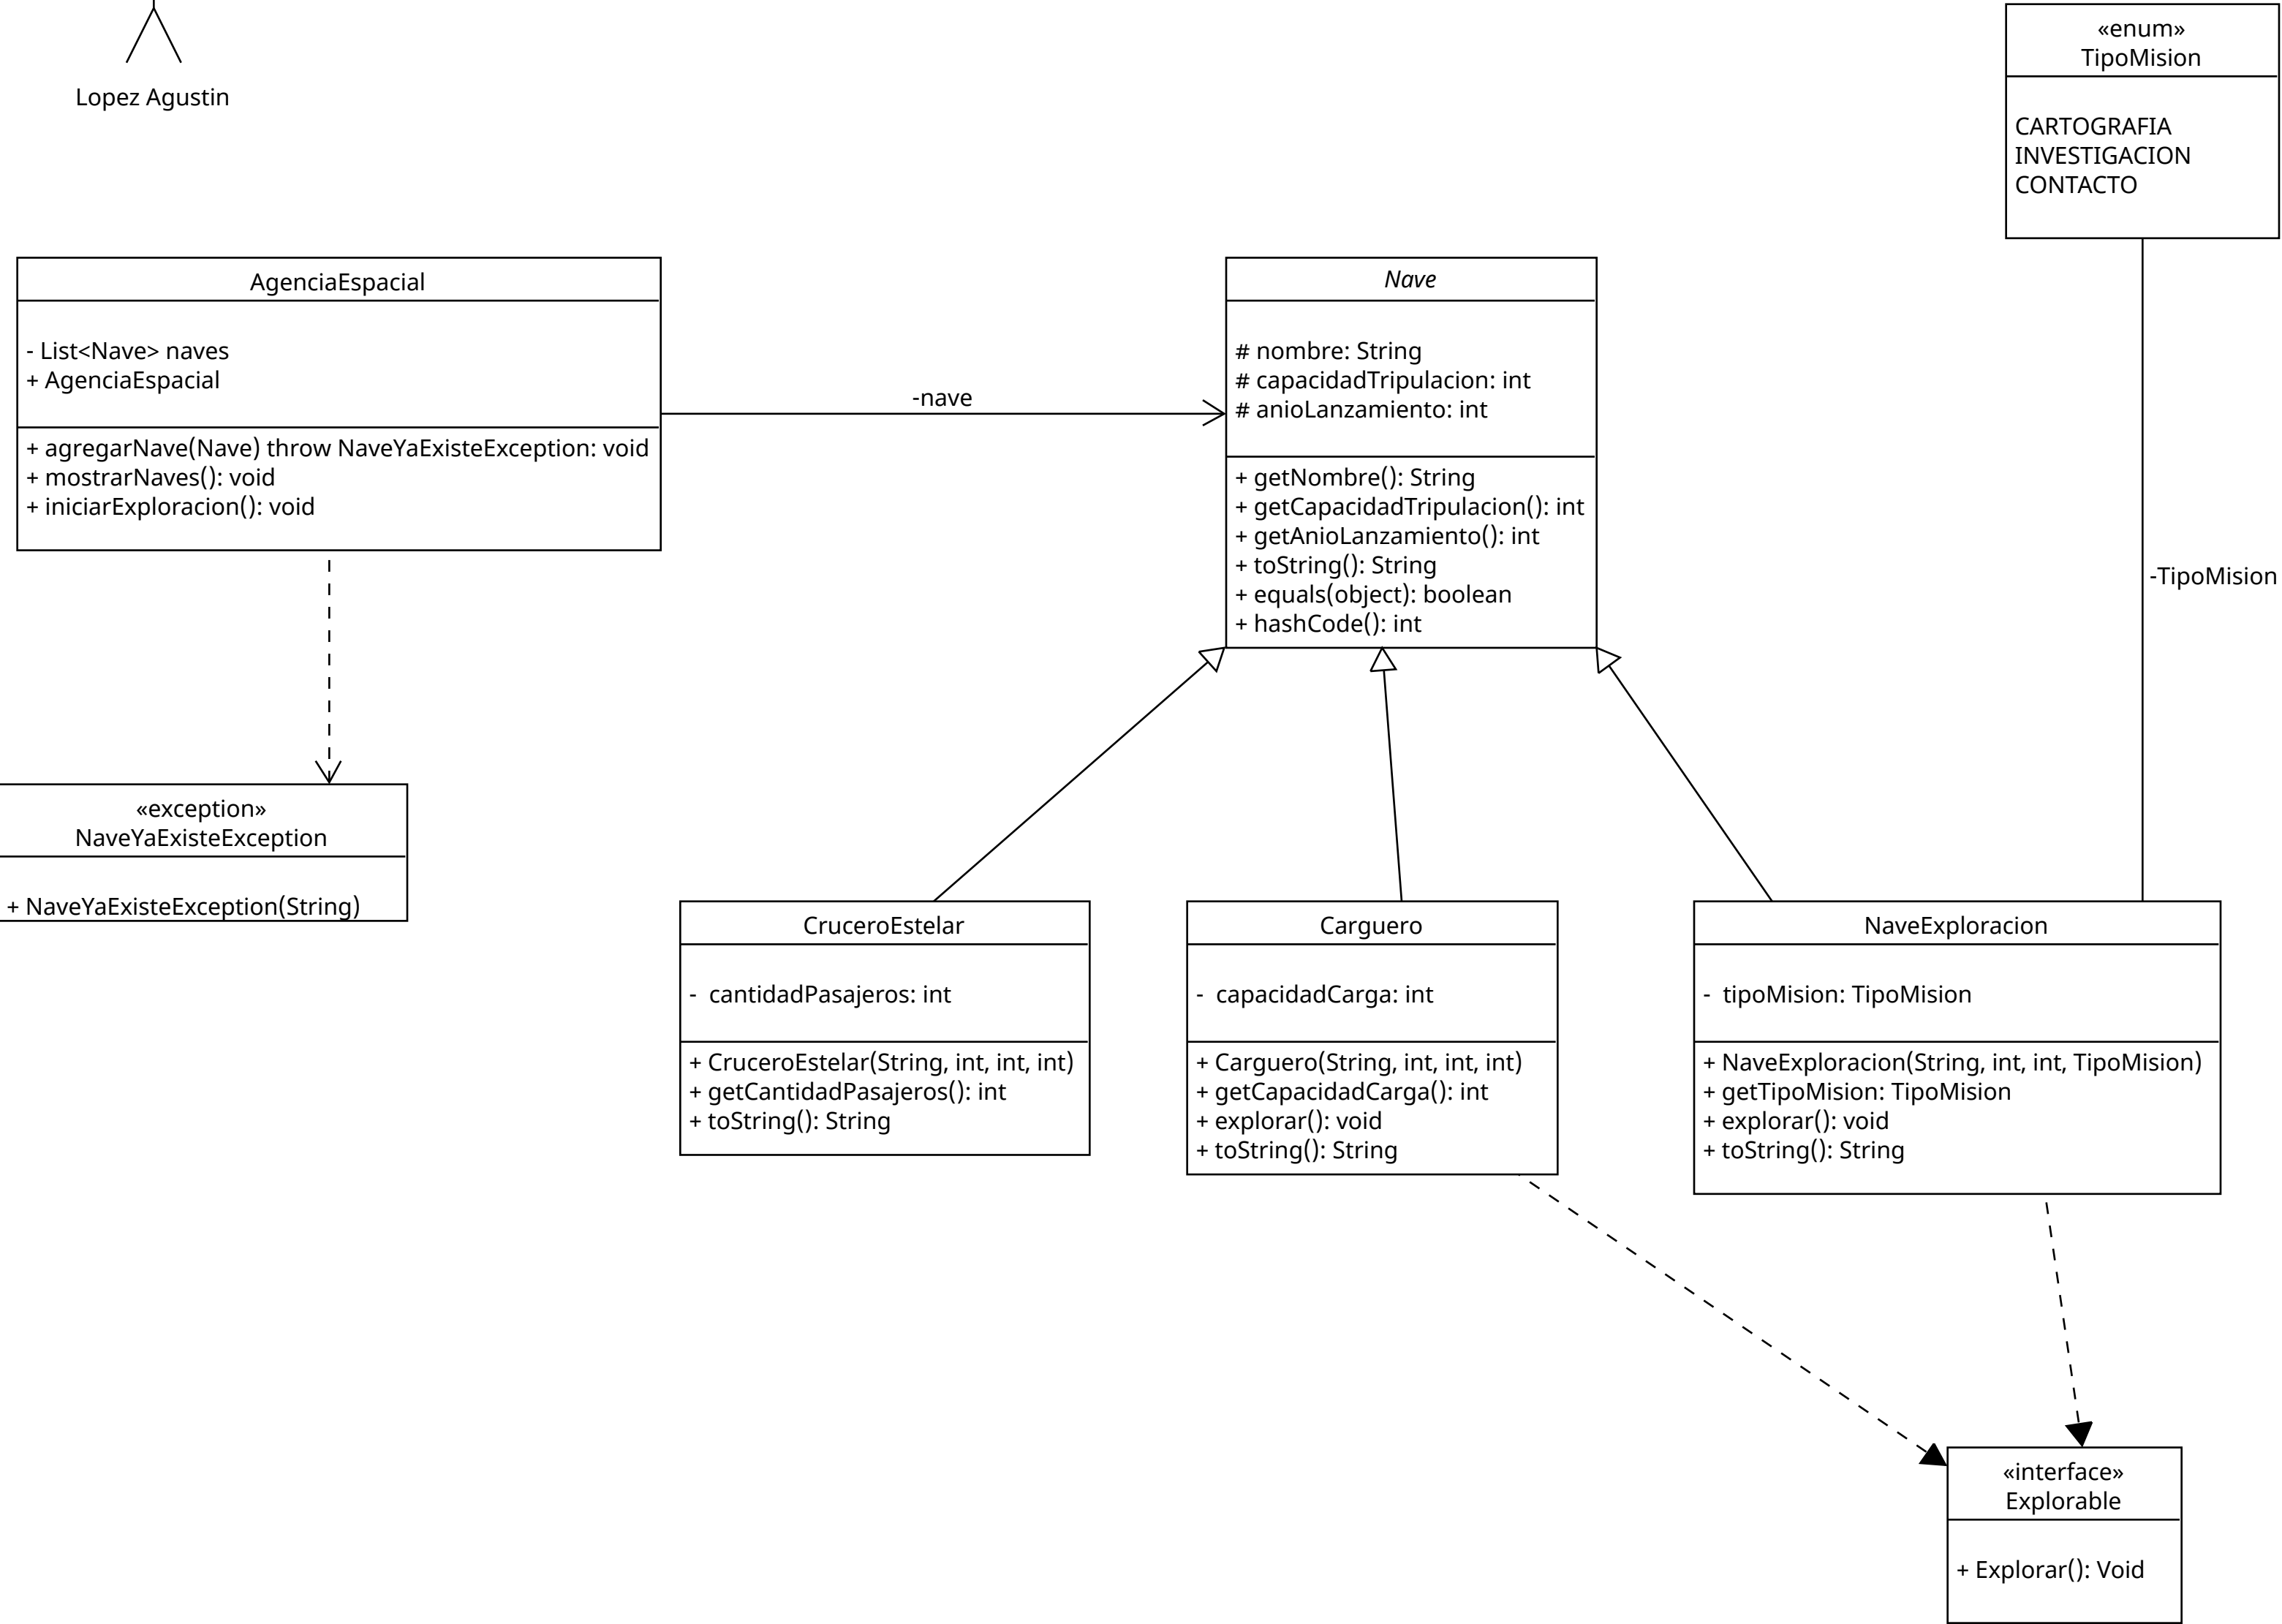 Lopez Agustin
«enum»
TipoMision
CARTOGRAFIA
INVESTIGACION
CONTACTO
AgenciaEspacial
- List<Nave> naves
+ AgenciaEspacial
+ agregarNave(Nave) throw NaveYaExisteException: void
+ mostrarNaves(): void
+ iniciarExploracion(): void
-nave
Nave
# nombre: String
# capacidadTripulacion: int
# anioLanzamiento: int
+ getNombre(): String
+ getCapacidadTripulacion(): int
+ getAnioLanzamiento(): int
+ toString(): String
+ equals(object): boolean
+ hashCode(): int
-TipoMision
«exception»
NaveYaExisteException
+ NaveYaExisteException(String)
CruceroEstelar
- cantidadPasajeros: int
+ CruceroEstelar(String, int, int, int)
+ getCantidadPasajeros(): int
+ toString(): String
Carguero
- capacidadCarga: int
+ Carguero(String, int, int, int)
+ getCapacidadCarga(): int
+ explorar(): void
+ toString(): String
NaveExploracion
- tipoMision: TipoMision
+ NaveExploracion(String, int, int, TipoMision)
+ getTipoMision: TipoMision
+ explorar(): void
+ toString(): String
«interface»
Explorable
+ Explorar(): Void